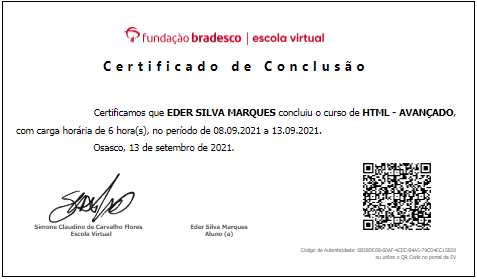 fundação bradesco | escola virtual
Certificado de Conclusão
Certificamos que EDER SILVA MARQUES concluiu o curso de HTML - AVANÇADO,
com carga horária de 6 hora(s), no período de 08.09.2021 a 13.09.2021.
Osasco, 13 de setembro de 2021.
Simone Claudino de Carvalho Flores
Escola Virtual
Eder Silva Marques
Aluno (a)
Código de Autenticidade:
ou utilize o QR Code no portal da EV